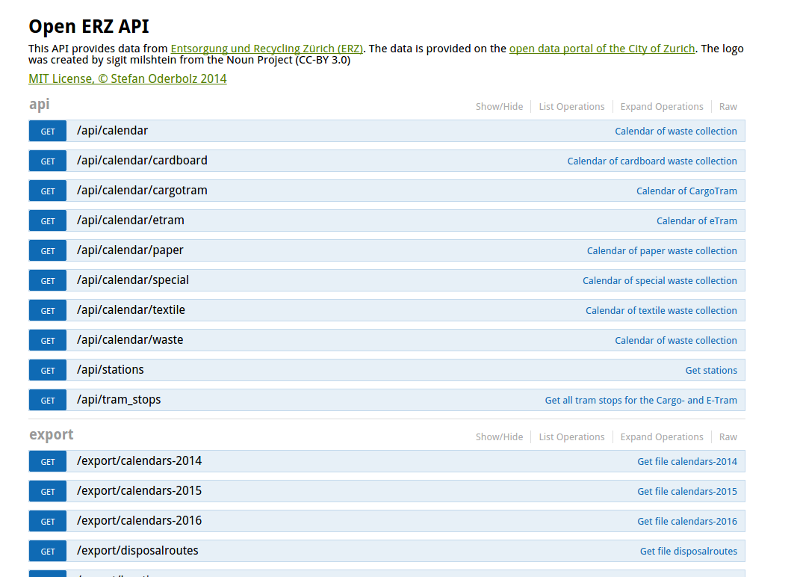 Open ERZ API
This API provides data from Entsorgung und Recycling Zürich (ERZ). The data is provided on the open data portal of the City of Zurich. The logo
was created by sigit milshtein from the Noun Project (CC-BY 3.0)
MIT License, © Stefan Oderbolz 2014
api Show/Hide List Operations Expand Operations Raw
GET /api/calendar Calendar of waste collection
GET /api/calendar/cardboard Calendar of cardboard waste collection
GET /api/calendar/cargotram Calendar of CargoTram
GET /api/calendar/etram Calendar of eTram
GET /api/calendar/paper Calendar of paper waste collection
GET /api/calendar/special Calendar of special waste collection
GET /api/calendar/textile Calendar of textile waste collection
GET /api/calendar/waste Calendar of waste collection
GET /api/stations Get stations
GET /api/tram_stops Get all tram stops for the Cargo- and E-Tram
export Show/Hide List Operations Expand Operations Raw
GET /export/calendars-2014 Get file calendars-2014
GET /export/calendars-2015 Get file calendars-2015
GET /export/calendars-2016 Get file calendars-2016
GET /export/disposalroutes Get file disposalroutes